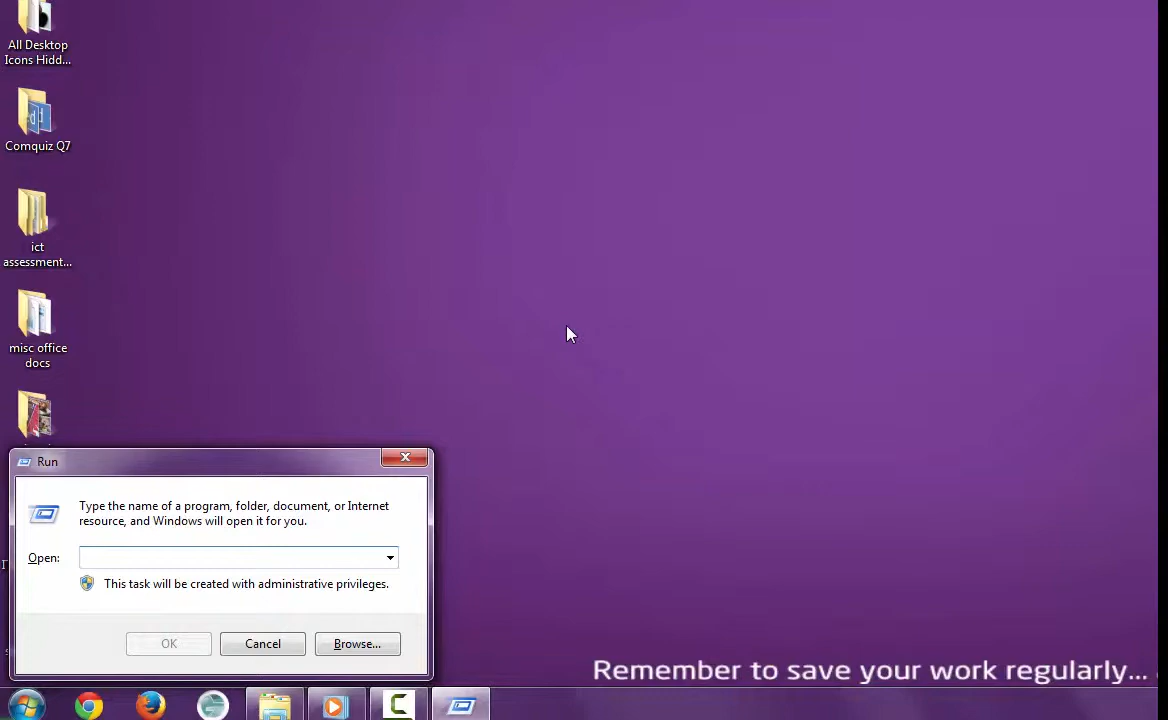 All Desktop
Icons Hidd...
Comquiz Q7
ict
assessment...
misc office
docs
Run
Type the name of a program, folder, document, or Internet
resource, and Windows will open it for you.
Open:
This task will be created with administrative privileges.
OK
Cancel
Browse...
Remember to save your work regularly...